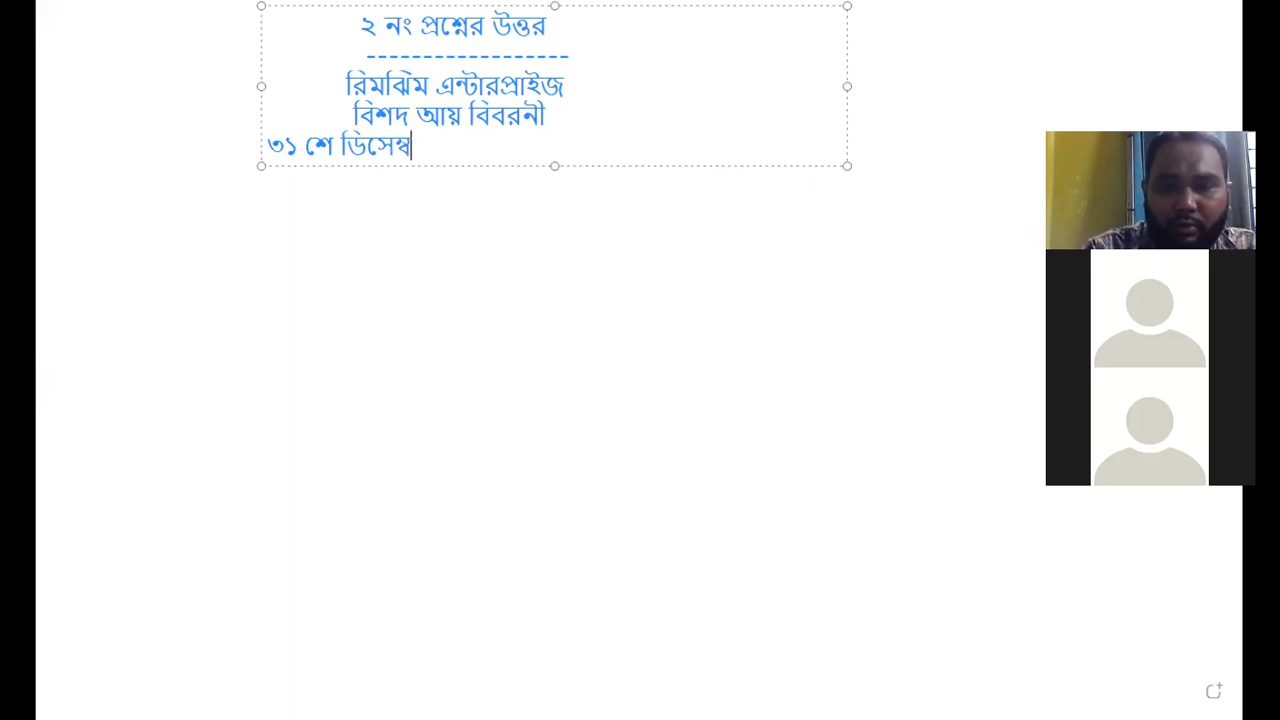 ২ নং প্রশ্নের উত্তর
------------------
রিমঝিম এন্টারপ্রাইজ
বিশদ আয় বিবরনী
৩১ শে ডিসেম্ব